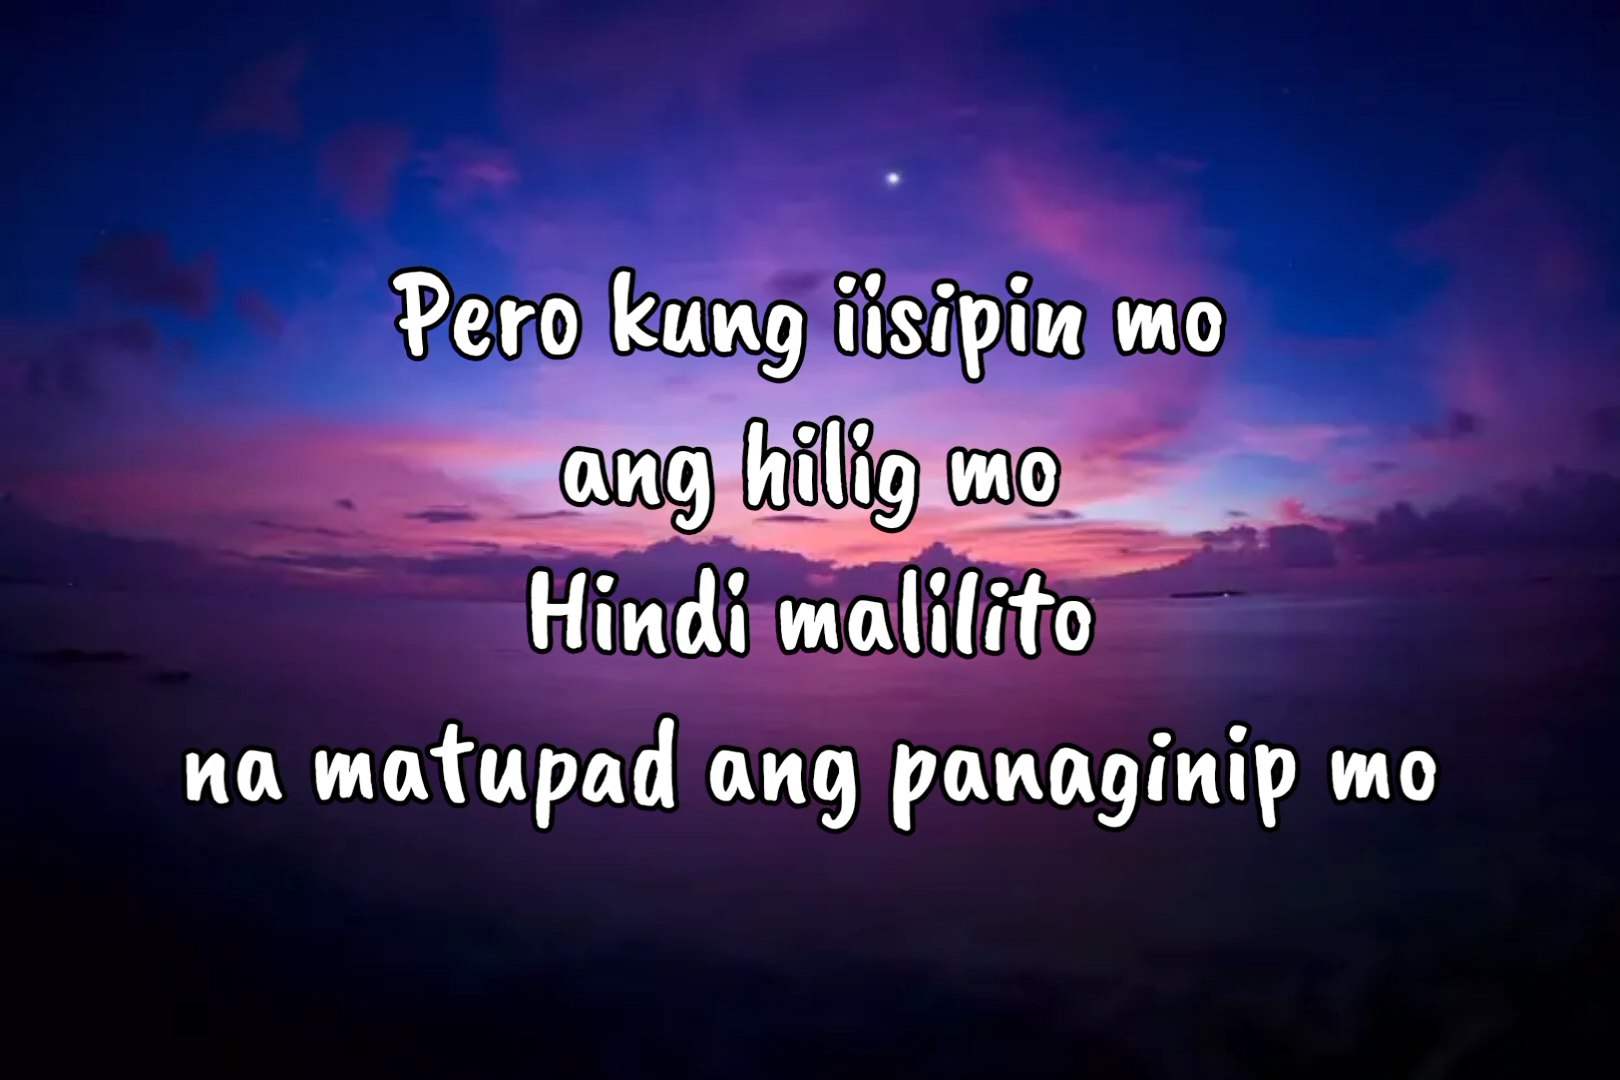 Pero kung iisipin mo
ang hilig mo
Hindi malilito
na matupad ang panaginip mo